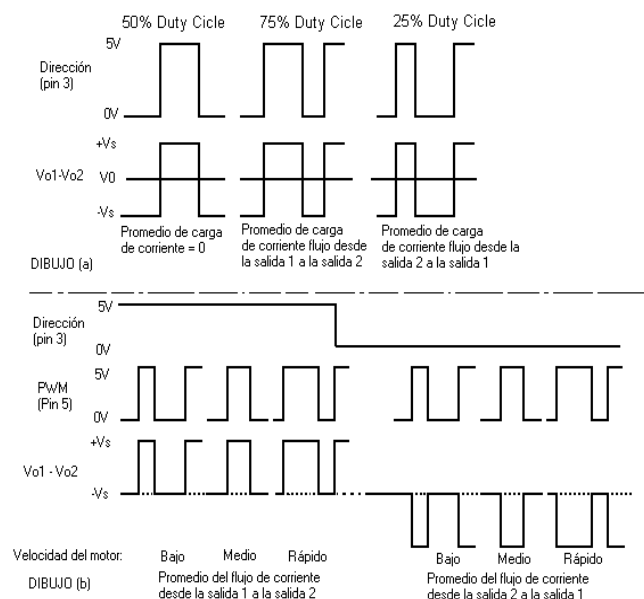 50% Duty Cicle 75% Duty Cicle 25% Duty Cicle
5V
Dirección
(pin 3)
0V
+Vs
Vo1-Vo2 V0
-Vs
Promedio de carga
de corriente = 0
Promedio de carga
de corriente flujo desde
la salida 1 a la salida 2
Promedio de carga
de corriente flujo desde la
salida 2 a la salida 1
DIBUJO (a)
Dirección
(pin 3)
5V
0V
PWM
(Pin 5)
5V
0V
+Vs
Vo1 - Vo2
-Vs
Velocidad del motor: Bajo Medio Rápido Bajo Medio Rápido
DIBUJO (b)
Promedio del flujo de corriente
desde la salida 1 a la salida 2
Promedio del flujo de corriente
desde la salida 2 a la salida 1